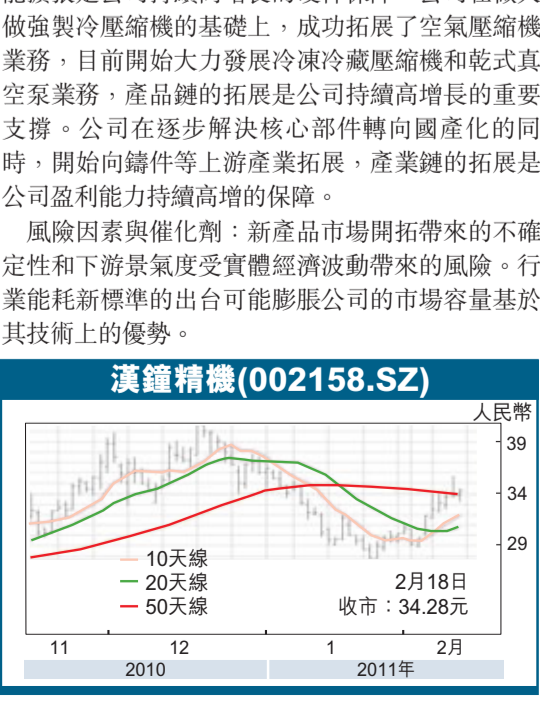 做強製冷壓縮機的基礎上，成功拓展了空氣壓縮機
業務，目前開始大力發展冷凍冷藏壓縮機和乾式真
空泵業務，產品鏈的拓展是公司持續高增長的重要
支撐。公司在逐步解決核心部件轉向國產化的同
時，開始向鑄件等上游產業拓展，產業鏈的拓展是
公司盈利能力持續高增的保障。
風險因素與催化劑：新產品市場開拓帶來的不確
定性和下游景氣度受實體經濟波動帶來的風險。行
業能耗新標準的出台可能膨脹公司的市場容量基於
其技術上的優勢。
漢鐘精機(002158.SZ)
人民幣
39
34
29
10天線
20天線
50天線
2月18日
收市：34.28元
11 12 1 2月
2010 2011年